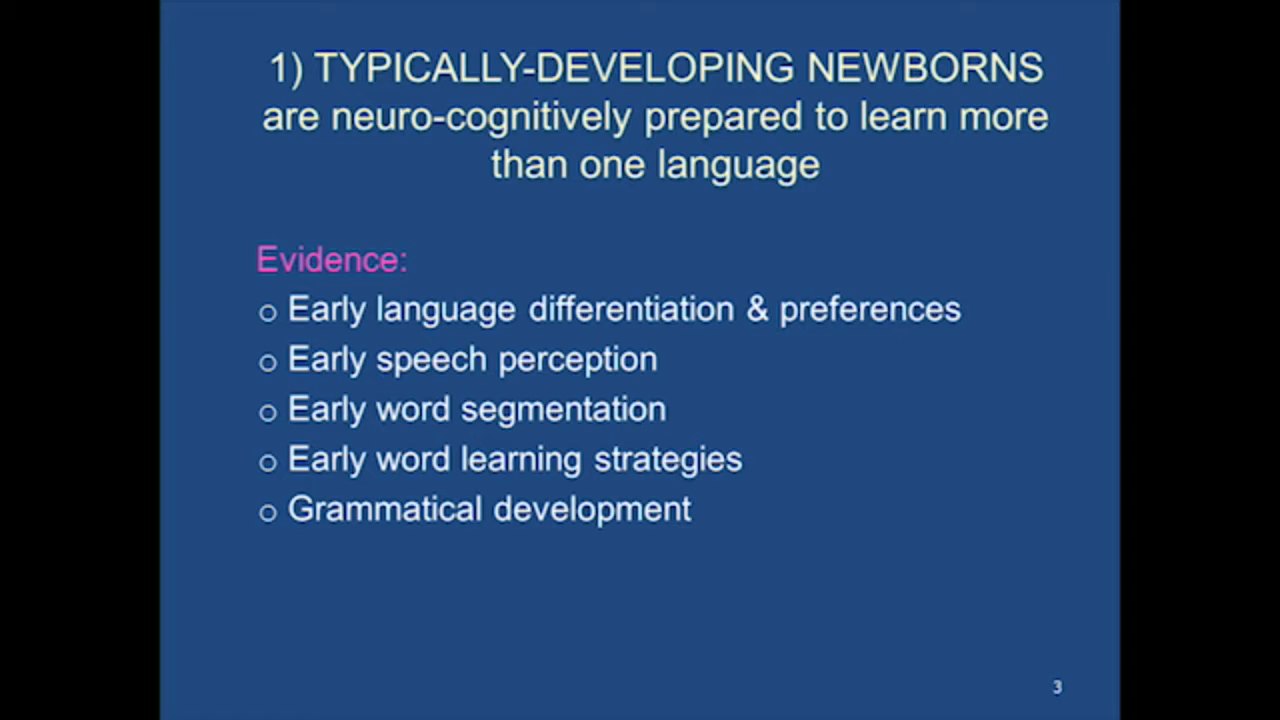 1) TYPICALLY-DEVELOPING NEWBORNS
are neuro-cognitively prepared to learn more
than one language
Evidence:
o Early language differentiation & preferences
o Early speech perception
o Early word segmentation
o Early word learning strategies
o Grammatical development
3